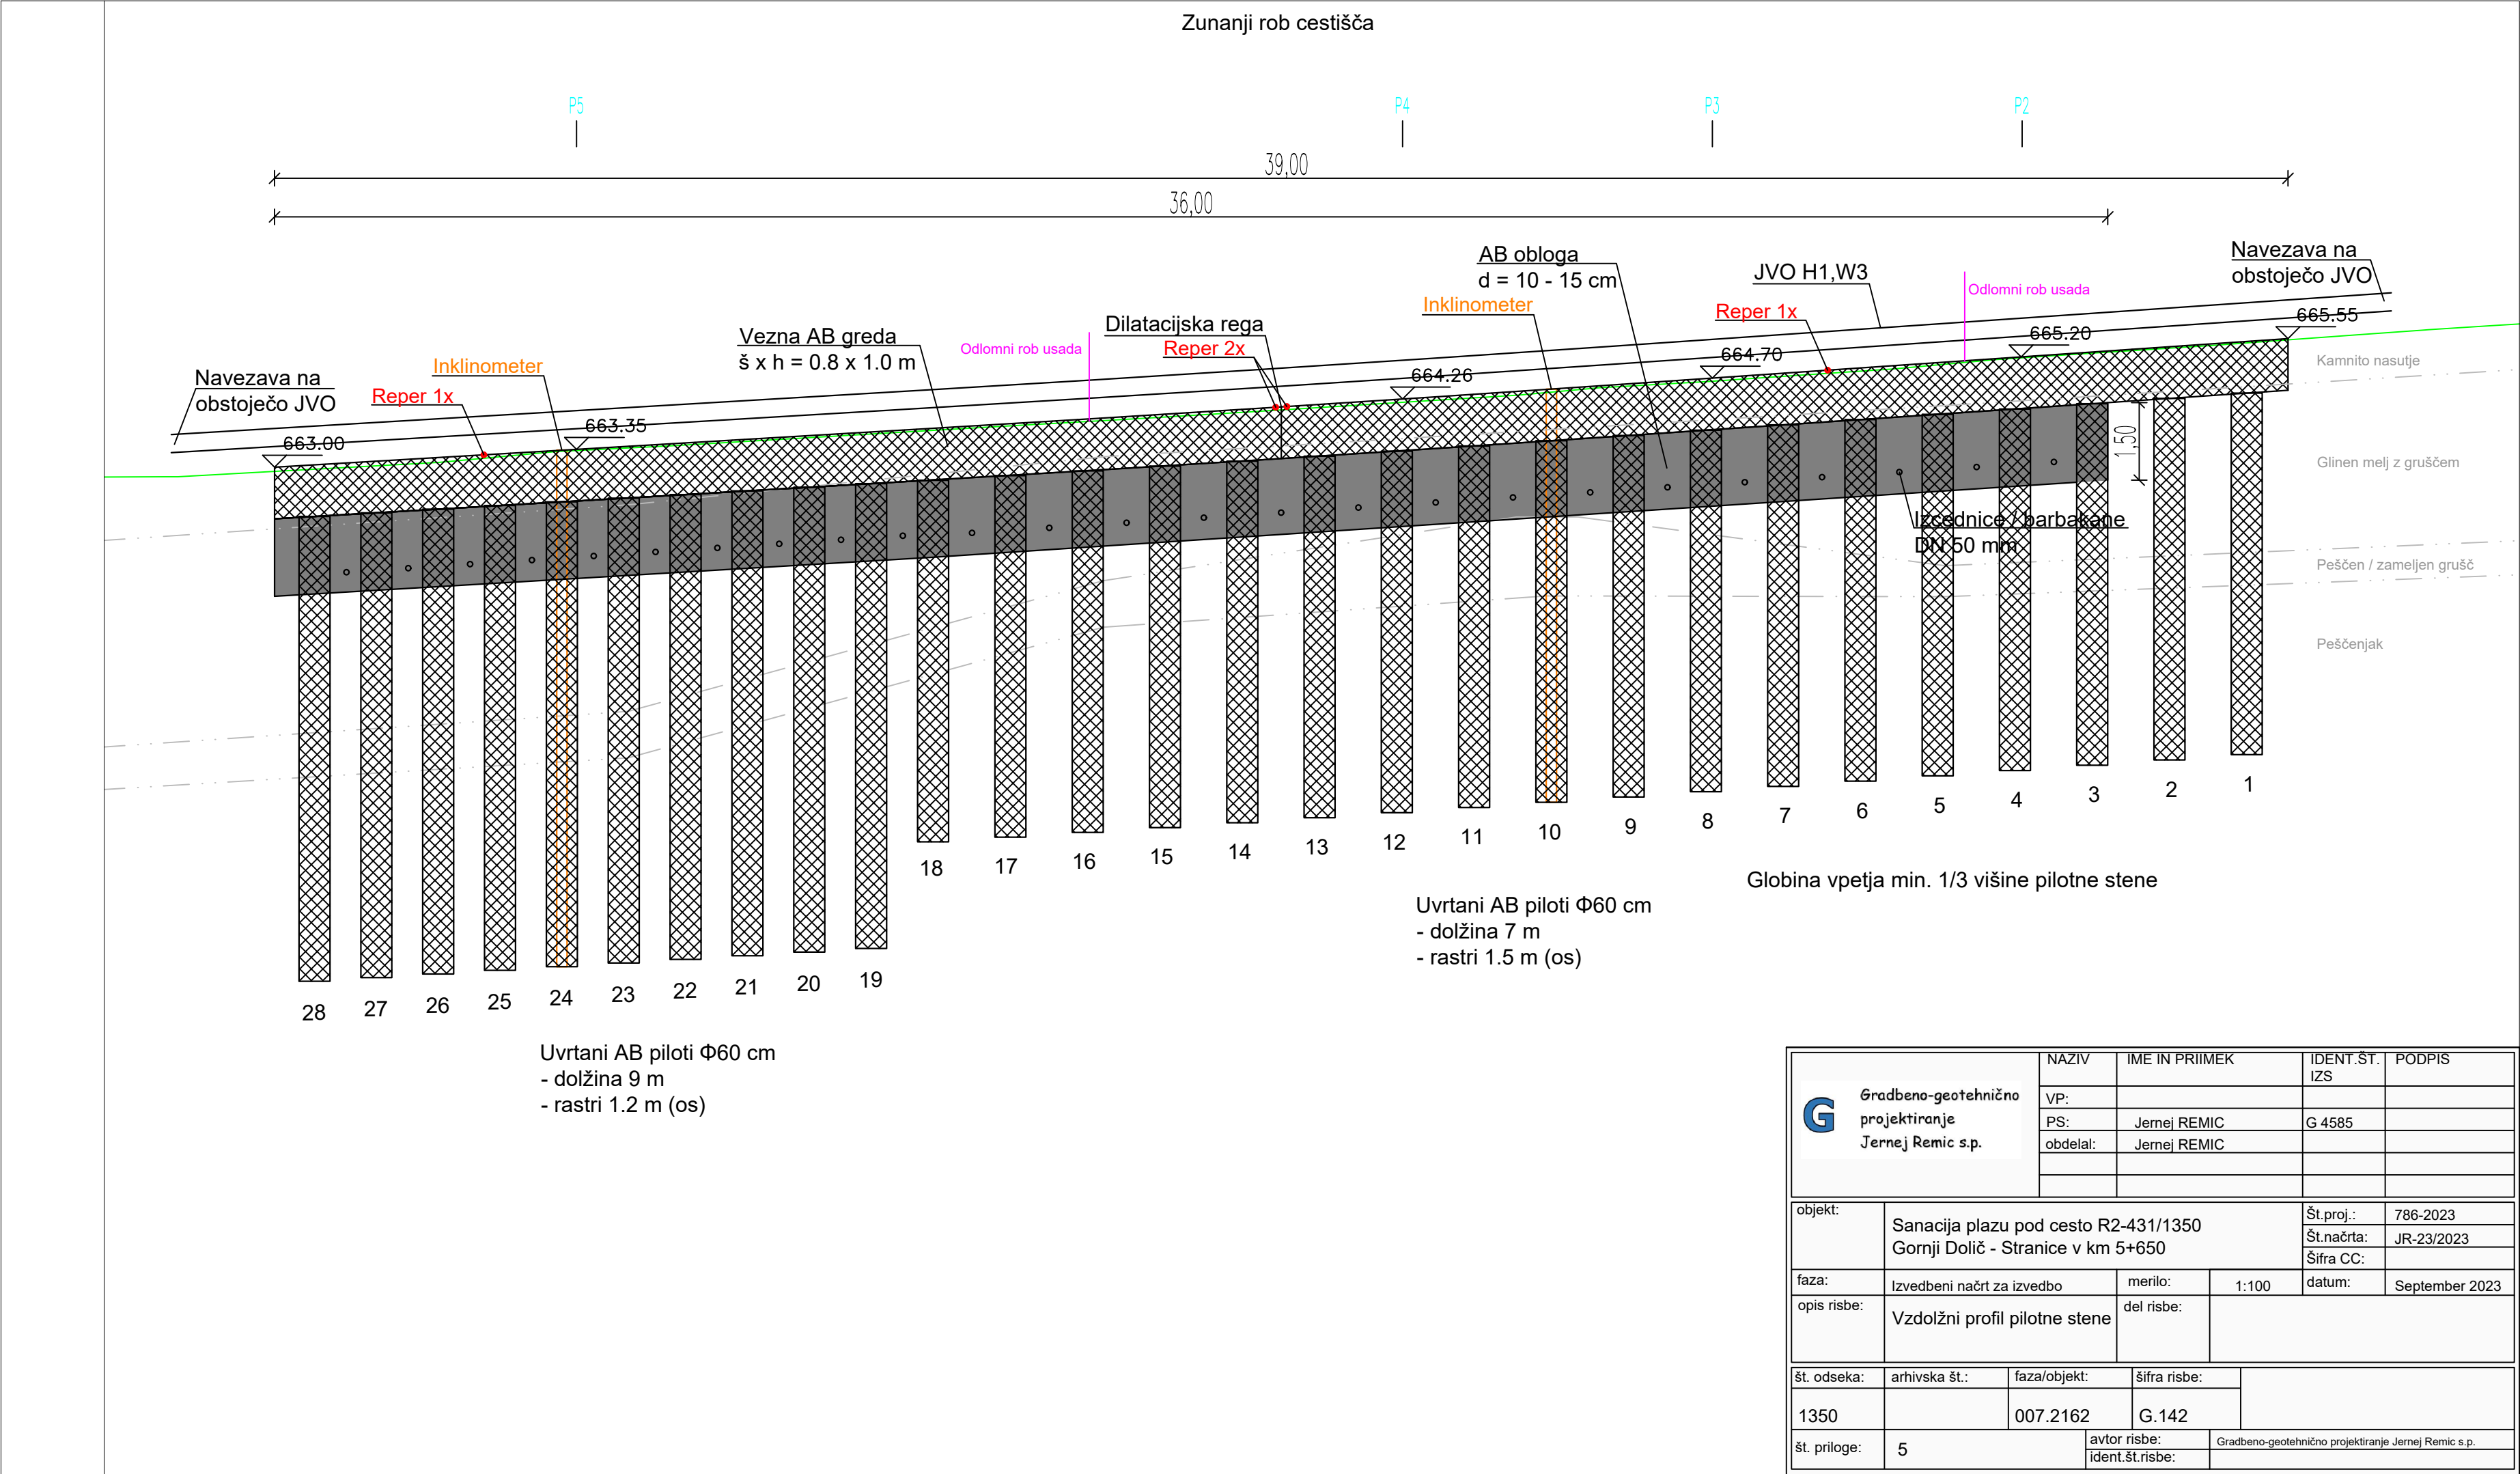 Zunanji rob cestišča
P5
P4
P3
P2
39,00
36,00
AB obloga
d = 10 - 15 cm
JVO H1,W3
Navezava na
obstoječo JVO
Odlomni rob usada
Inklinometer
Reper 1x
665.55
665.20
Vezna AB greda
š x h = 0.8 x 1.0 m
Odlomni rob usada
Dilatacijska rega
Reper 2x
664.70
664.26
Kamnito nasutje
Inklinometer
Navezava na
obstoječo JVO
Reper 1x
663.35
663.00
1,50
Glinen melj z gruščem
Izcednice / barbakane
DN 50 mm
Peščen / zameljen grušč
Peščenjak
28
27
26
25
24
23
22
21
20
19
18
17
16
15
14
13
12
11
10
9
8
7
6
5
4
3
2
1
Globina vpetja min. 1/3 višine pilotne stene
Uvrtani AB piloti Φ60 cm
- dolžina 7 m
- rastri 1.5 m (os)
Uvrtani AB piloti Φ60 cm
- dolžina 9 m
- rastri 1.2 m (os)
G
Gradbeno-geotehnično
projektiranje
Jernej Remic s.p.
NAZIV
IME IN PRIIMEK
IDENT.ŠT.
IZS
PODPIS
VP:
PS:
Jernej REMIC
G 4585
obdelal:
Jernej REMIC
objekt:
Sanacija plazu pod cesto R2-431/1350
Gornji Dolič - Stranice v km 5+650
Št.proj.:
786-2023
Št.načrta:
JR-23/2023
Šifra CC:
faza:
Izvedbeni načrt za izvedbo
merilo:
1:100
datum:
September 2023
opis risbe:
Vzdolžni profil pilotne stene
del risbe:
št. odseka:
arhivska št.:
faza/objekt:
šifra risbe:
1350
007.2162
G.142
št. priloge:
5
avtor risbe:
Gradbeno-geotehnično projektiranje Jernej Remic s.p.
ident.št.risbe: